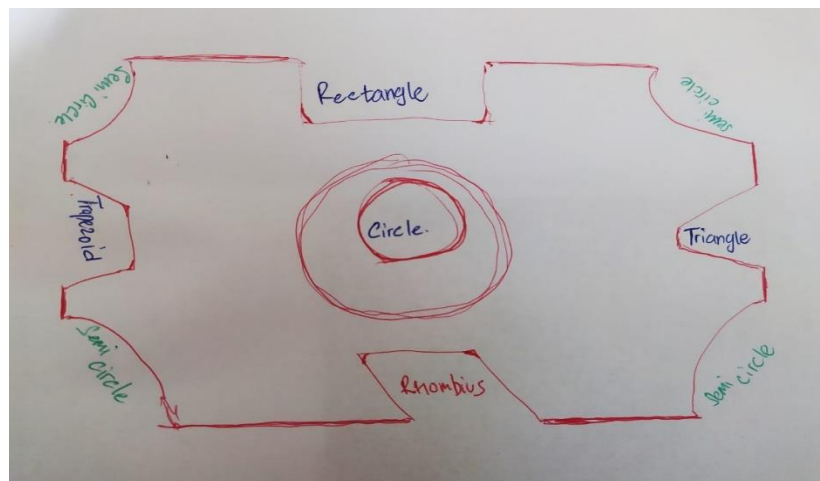 Semi Circle
Rectangle
semi
circle
Trapezoid
Circle.
Triangle
Semi
circle
Rhombius
Semi circle